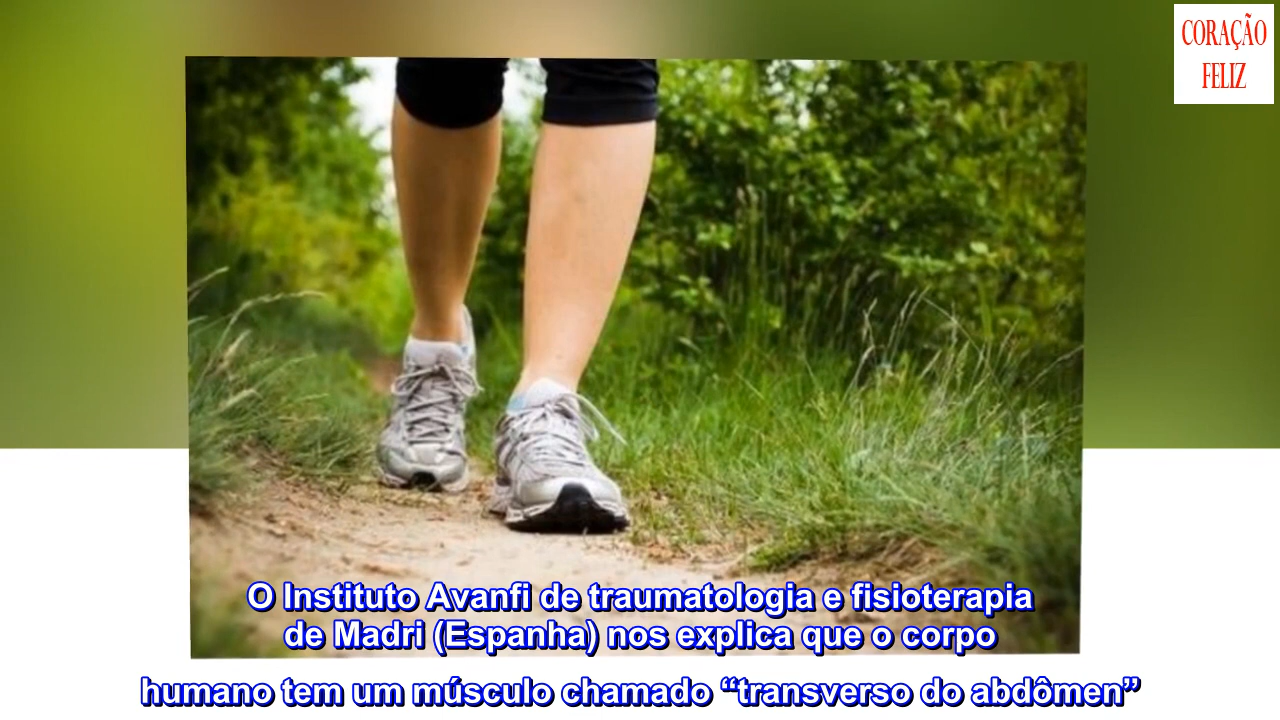 CORAÇÃO
FELIZ
O Instituto Avanfi de traumatologia e fisioterapia
de Madri (Espanha) nos explica que o corpo
humano tem um músculo chamado “transverso do abdômen”